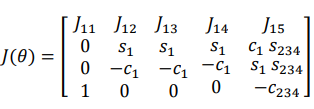 J₁₁ J₁₂ J₁₃ J₁₄ J₁₅
J(θ) = [ 0 s₁ s₁ s₁ c₁ s₂₃₄
0 −c₁ −c₁ −c₁ s₁ s₂₃₄
1 0 0 0 −c₂₃₄ ]